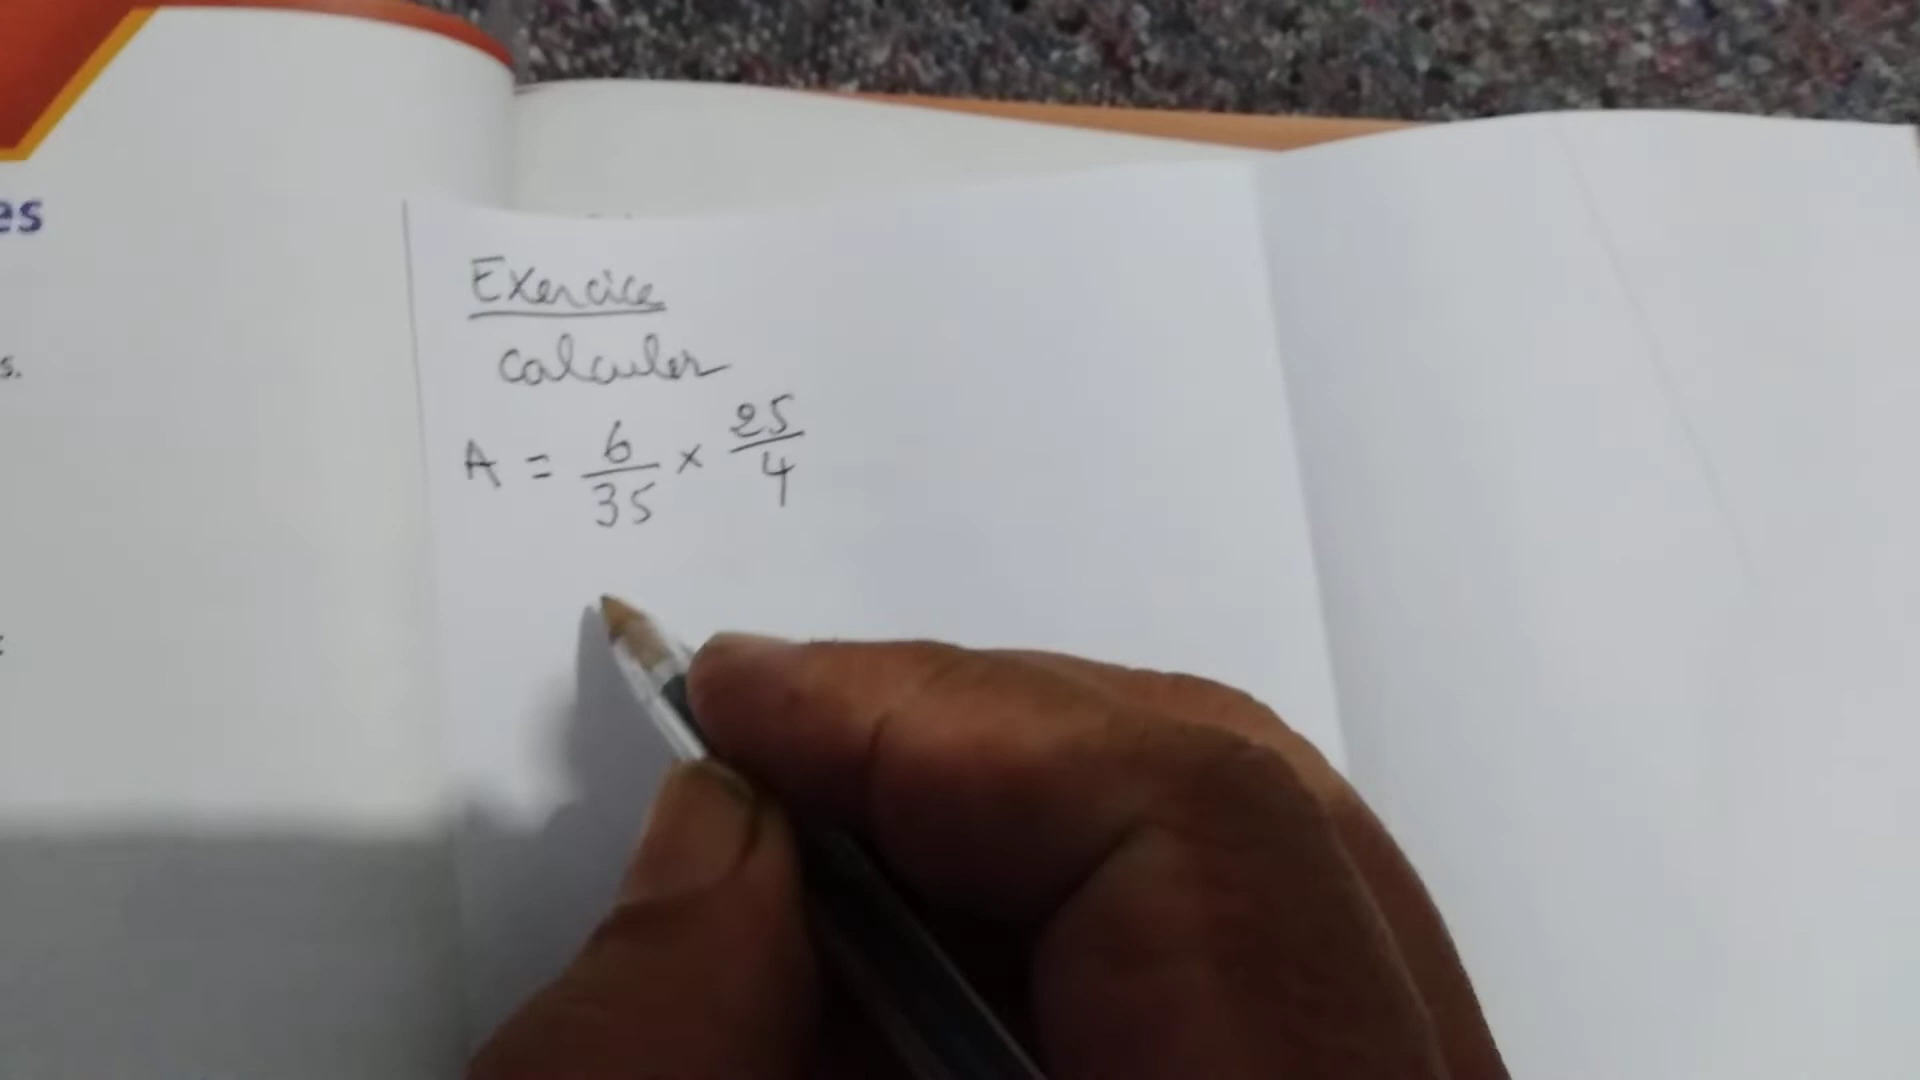 es
s.
Exercice
calculer
A = 6/35 × 25/4